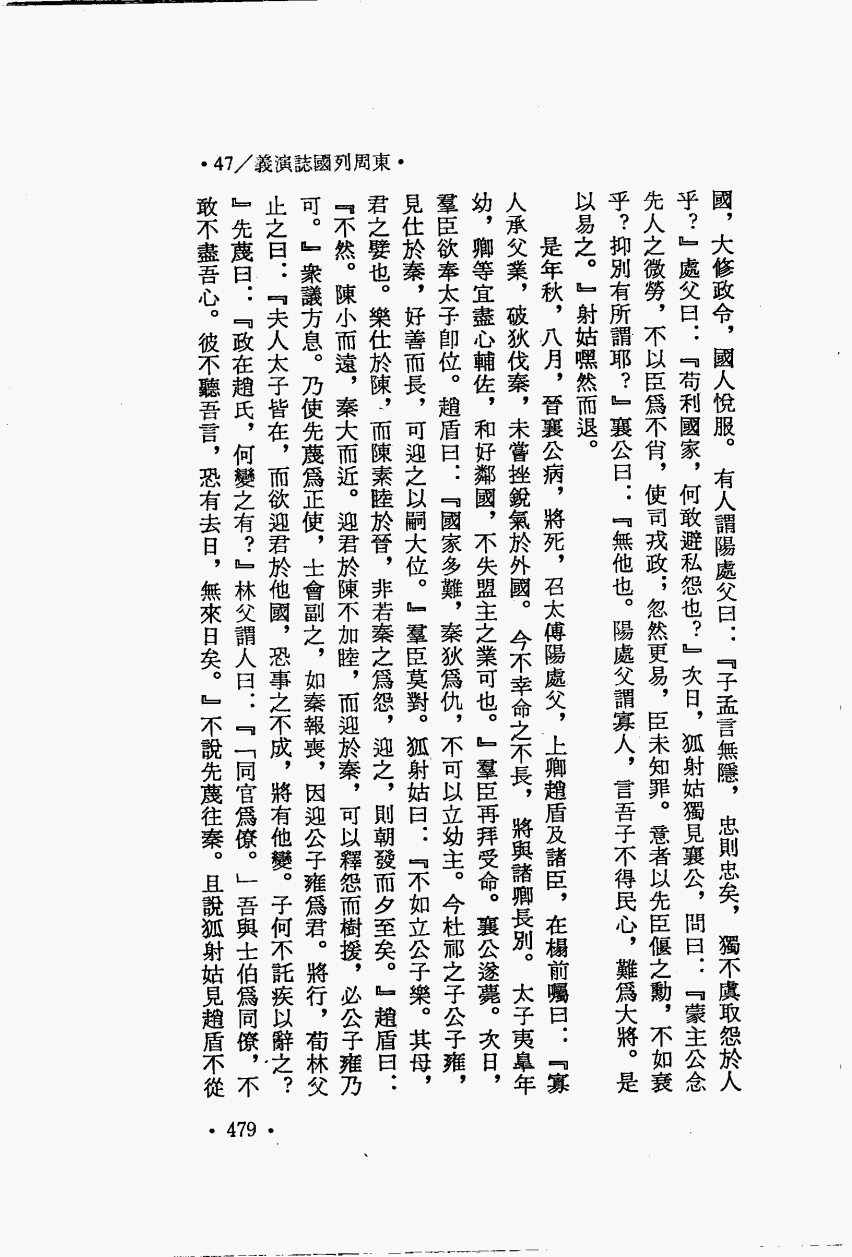 ·47／義演誌國列周東·
國，大修政令，國人悅服。有人謂陽處父曰：『子孟言無隱，忠則忠矣，獨不虞取怨於人
乎？』處父曰：『苟利國家，何敢避私怨也？』次日，狐射姑獨見襄公，問曰：『蒙主公念
先人之微勞，不以臣爲不肖，使司戎政；忽然更易，臣未知罪。意者以先臣偃之勳，不如衰
乎？抑別有所謂耶？』襄公曰：『無他也。陽處父謂寡人，言吾子不得民心，難爲大將。是
以易之。』射姑嘿然而退。
是年秋，八月，晉襄公病，將死，召太傅陽處父，上卿趙盾及諸臣，在榻前囑曰：『寡
人承父業，破狄伐秦，未嘗挫銳氣於外國。今不幸命之不長，將與諸卿長別。太子夷皐年
幼，卿等宜盡心輔佐，和好鄰國，不失盟主之業可也。』羣臣再拜受命。襄公遂薨。次日，
羣臣欲奉太子卽位。趙盾曰：『國家多難，秦狄爲仇，不可以立幼主。今杜祁之子公子雍，
見仕於秦，好善而長，可迎之以嗣大位。』羣臣莫對。狐射姑曰：『不如立公子樂。其母，
君之嬖也。樂仕於陳，而陳素睦於晉，非若秦之爲怨，迎之，則朝發而夕至矣。』趙盾曰：
『不然。陳小而遠，秦大而近。迎君於陳不加睦，而迎於秦，可以釋怨而樹援，必公子雍乃
可。』衆議方息。乃使先蔑爲正使，士會副之，如秦報喪，因迎公子雍爲君。將行，荀林父
止之曰：『夫人太子皆在，而欲迎君於他國，恐事之不成，將有他變。子何不託疾以辭之？
』先蔑曰：『政在趙氏，何變之有？』林父謂人曰：『「同官爲僚。」吾與士伯爲同僚，不
敢不盡吾心。彼不聽吾言，恐有去日，無來日矣。』不說先蔑往秦。且說狐射姑見趙盾不從
·479·